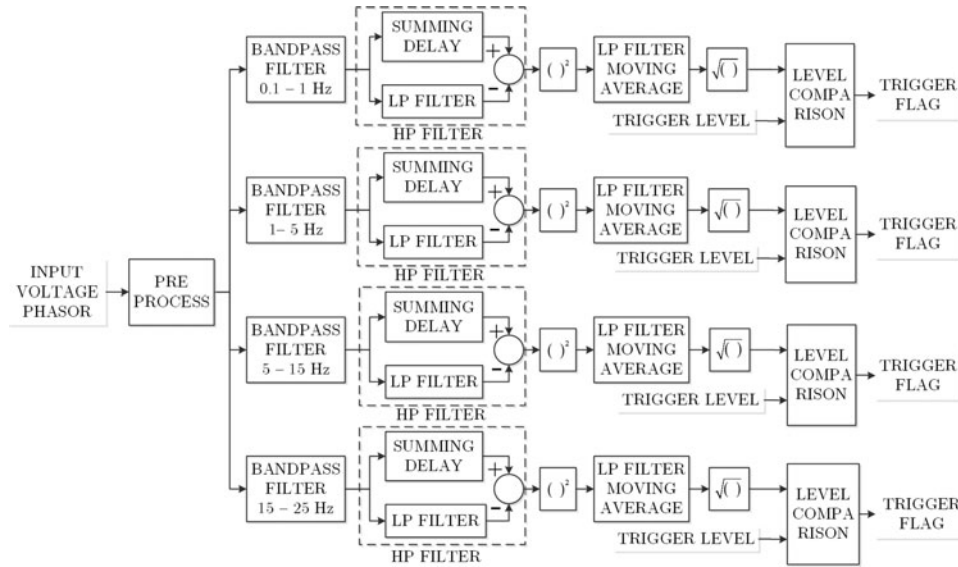 INPUT
VOLTAGE
PHASOR
PRE
PROCESS
BANDPASS
FILTER
0.1 – 1 Hz
SUMMING
DELAY
+
−
LP FILTER
HP FILTER
( )²
LP FILTER
MOVING
AVERAGE
√( )
TRIGGER LEVEL
LEVEL
COMPA
RISON
TRIGGER
FLAG
BANDPASS
FILTER
1– 5 Hz
SUMMING
DELAY
+
−
LP FILTER
HP FILTER
( )²
LP FILTER
MOVING
AVERAGE
√( )
TRIGGER LEVEL
LEVEL
COMPA
RISON
TRIGGER
FLAG
BANDPASS
FILTER
5 – 15 Hz
SUMMING
DELAY
+
−
LP FILTER
HP FILTER
( )²
LP FILTER
MOVING
AVERAGE
√( )
TRIGGER LEVEL
LEVEL
COMPA
RISON
TRIGGER
FLAG
BANDPASS
FILTER
15 – 25 Hz
SUMMING
DELAY
+
−
LP FILTER
HP FILTER
( )²
LP FILTER
MOVING
AVERAGE
√( )
TRIGGER LEVEL
LEVEL
COMPA
RISON
TRIGGER
FLAG